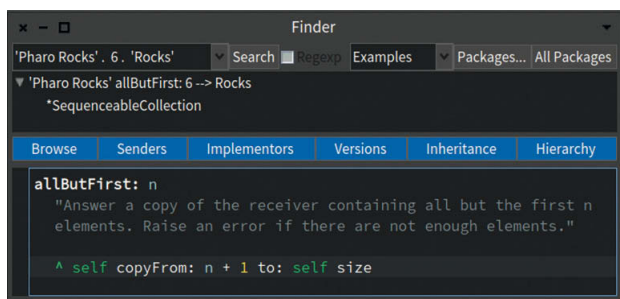 Finder
'Pharo Rocks' . 6 . 'Rocks' Search Regexp Examples Packages... All Packages
'Pharo Rocks' allButFirst: 6 --> Rocks
*SequenceableCollection
Browse Senders Implementors Versions Inheritance Hierarchy
allButFirst: n
"Answer a copy of the receiver containing all but the first n
elements. Raise an error if there are not enough elements."
^ self copyFrom: n + 1 to: self size